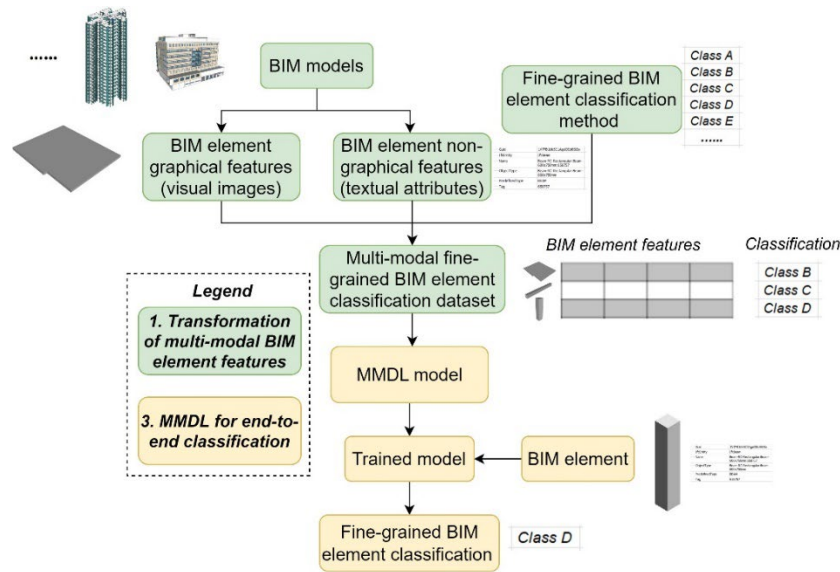 ......
BIM models
Fine-grained BIM
element classification
method
Class A
Class B
Class C
Class D
Class E
......
BIM element
graphical features
(visual images)
BIM element non-
graphical features
(textual attributes)
Multi-modal fine-
grained BIM element
classification dataset
BIM element features
Classification
Class B
Class C
Class D
Legend
1. Transformation
of multi-modal BIM
element features
3. MMDL for end-to-
end classification
MMDL model
Trained model
BIM element
Fine-grained BIM
element classification
Class D